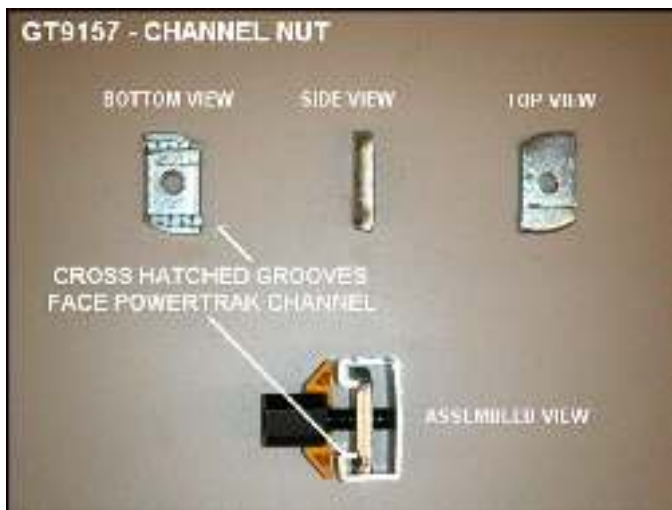 GT9157 - CHANNEL NUT
BOTTOM VIEW
SIDE VIEW
TOP VIEW
CROSS HATCHED GROOVES
FACE POWERTRAK CHANNEL
ASSEMBLED VIEW